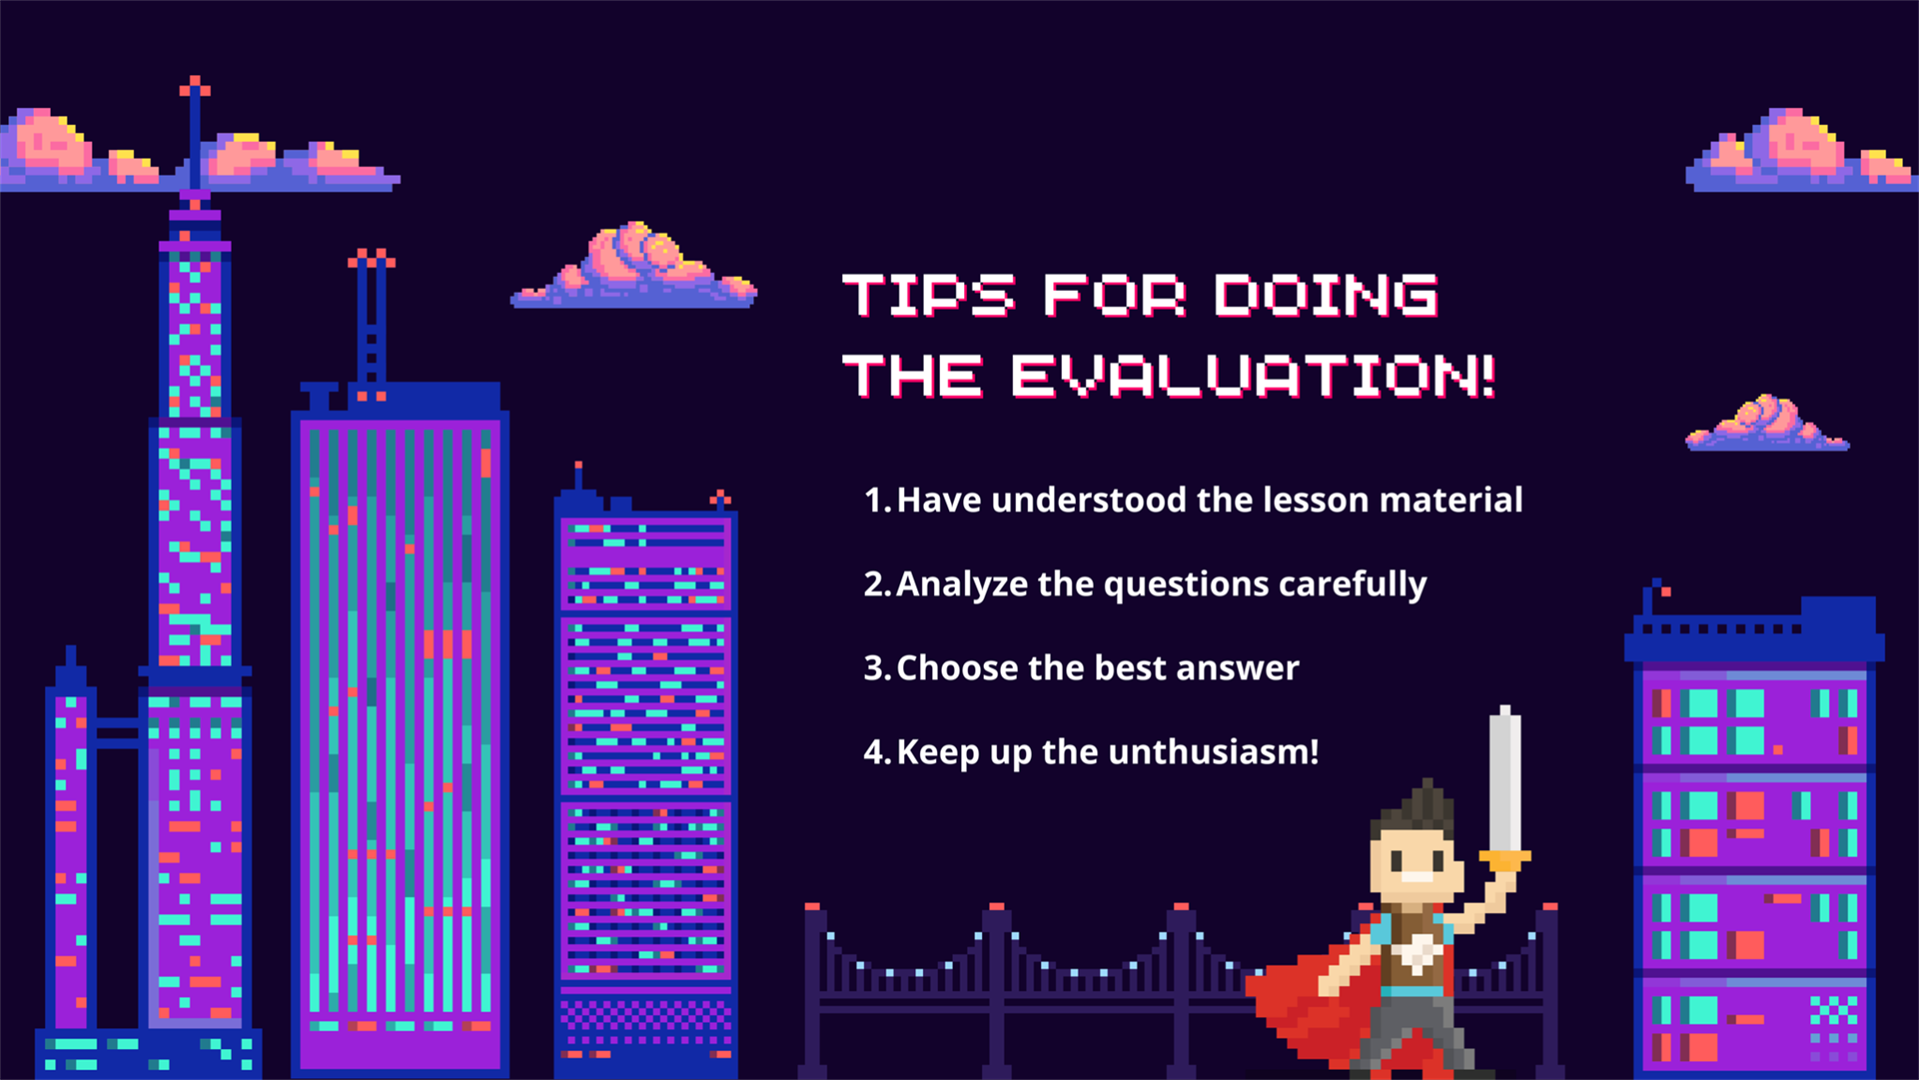 TIPS FOR DOING
THE EVALUATION!
1. Have understood the lesson material
2. Analyze the questions carefully
3. Choose the best answer
4. Keep up the unthusiasm!